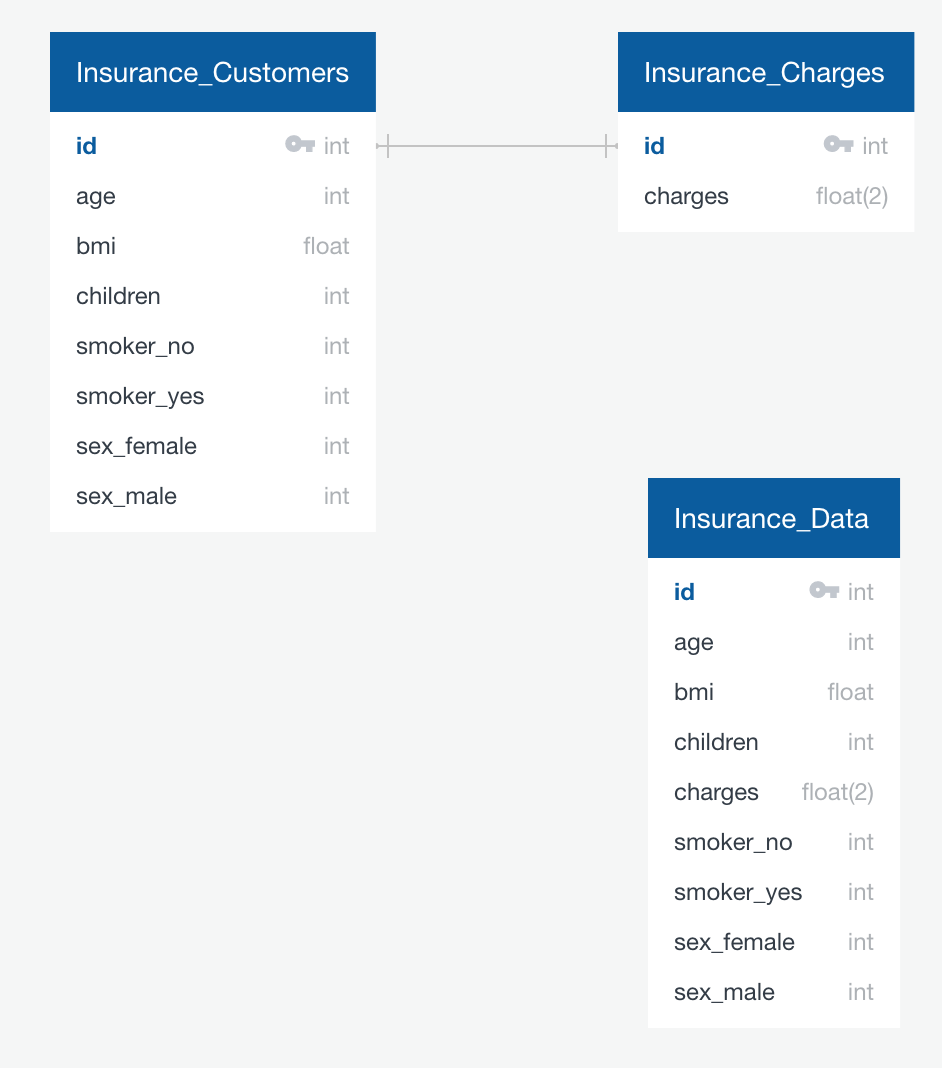 Insurance_Customers
id int
age int
bmi float
children int
smoker_no int
smoker_yes int
sex_female int
sex_male int
Insurance_Charges
id int
charges float(2)
Insurance_Data
id int
age int
bmi float
children int
charges float(2)
smoker_no int
smoker_yes int
sex_female int
sex_male int